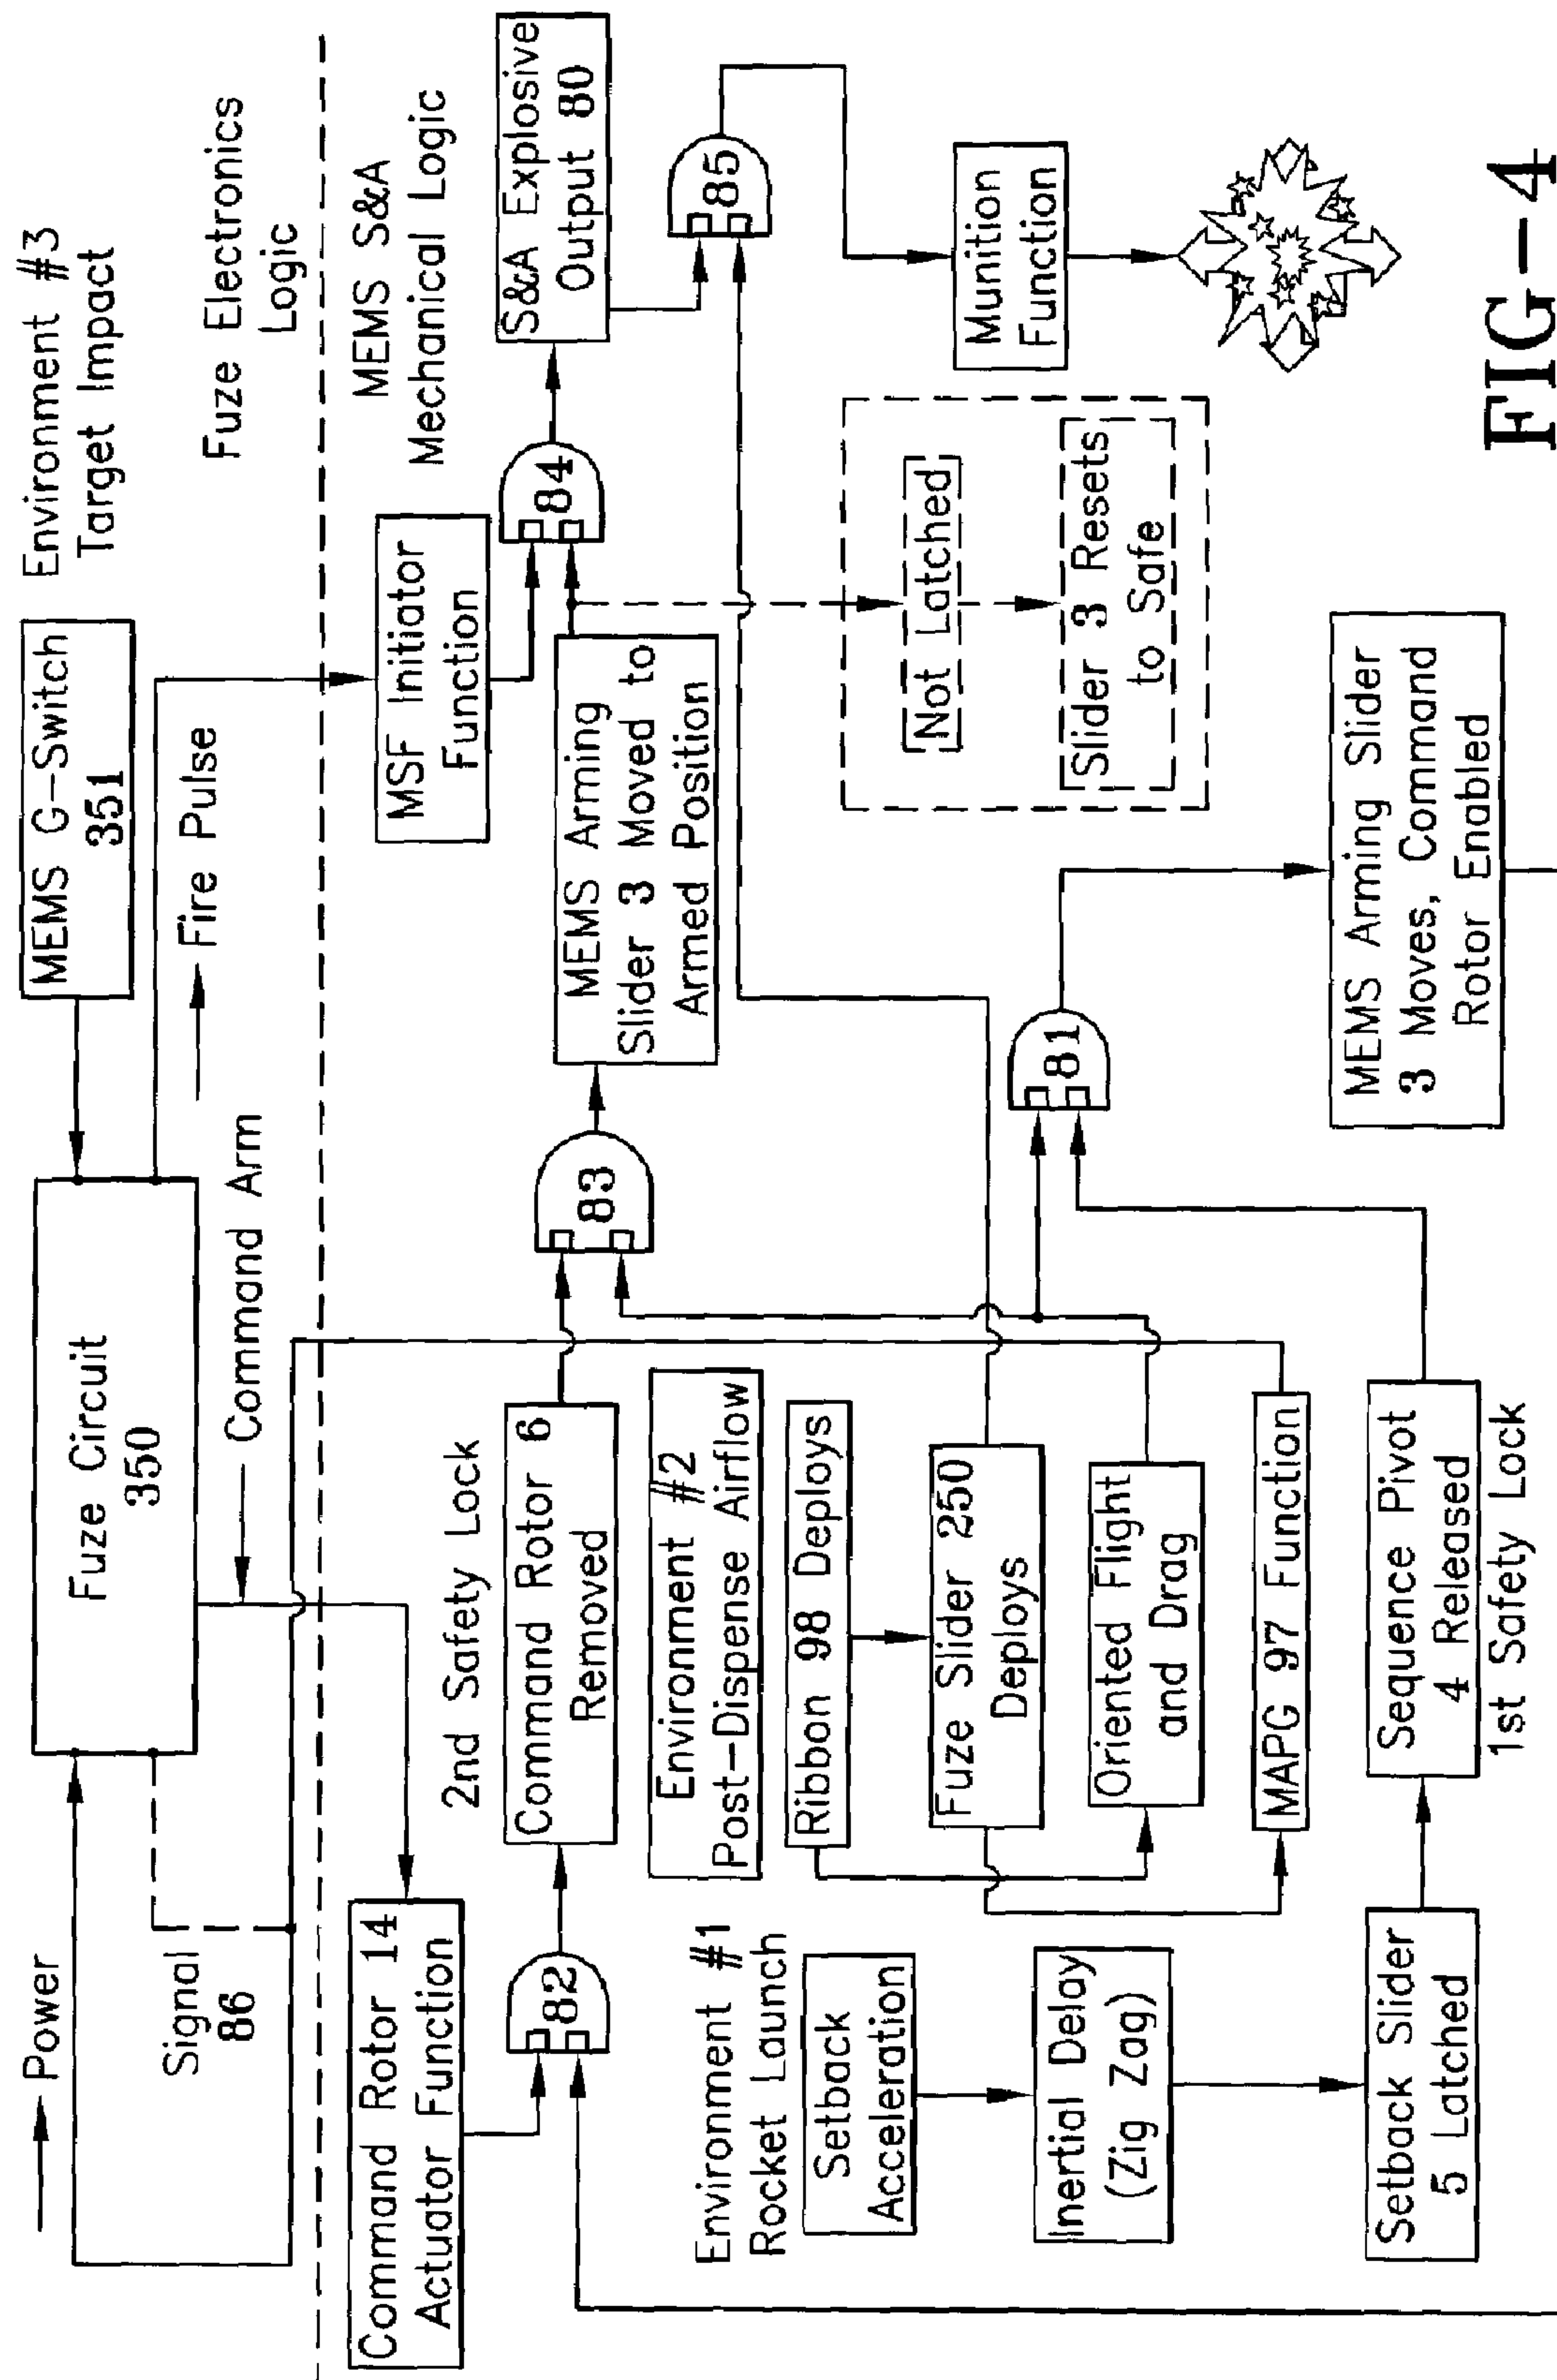 Power
Signal
86
Fuze Circuit
350
MEMS G-Switch
351
Environment #3
Target Impact
Command Arm
Fire Pulse
Fuze Electronics
Logic
MEMS S&A
Mechanical Logic
Command Rotor 14
Actuator Function
82
2nd Safety Lock
Command Rotor 6
Removed
83
MEMS Arming
Slider 3 Moved to
Armed Position
MSF Initiator
Function
84
S&A Explosive
Output 80
85
Environment #2
Post-Dispense Airflow
Ribbon 98 Deploys
Fuze Slider 250
Deploys
Oriented Flight
and Drag
MAPG 97 Function
Environment #1
Rocket Launch
Setback
Acceleration
Inertial Delay
(Zig Zag)
Setback Slider
5 Latched
Sequence Pivot
4 Released
1st Safety Lock
81
MEMS Arming Slider
3 Moves, Command
Rotor Enabled
Not Latched
Slider 3 Resets
to Safe
Munition
Function
FIG-4